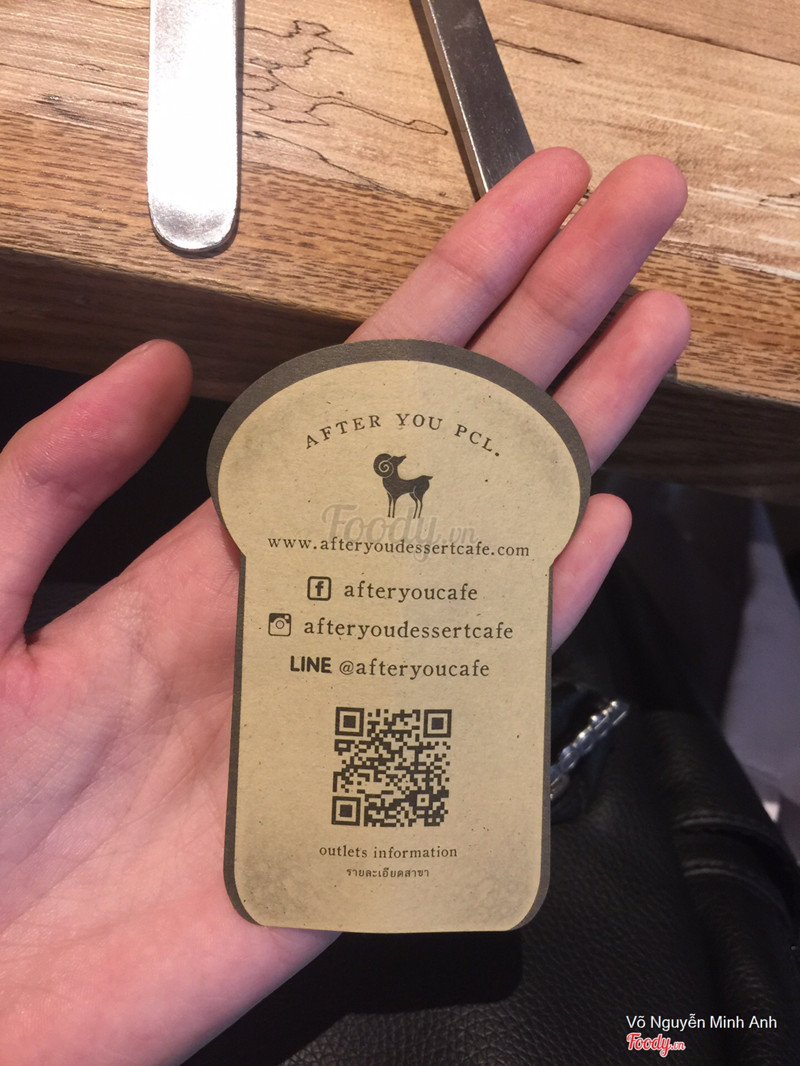 AFTER YOU PCL.
Foody.vn
www.afteryoudessertcafe.com
afteryoucafe
afteryoudessertcafe
LINE @afteryoucafe
outlets information
รายละเอียดสาขา
Võ Nguyễn Minh Anh
Foody.vn